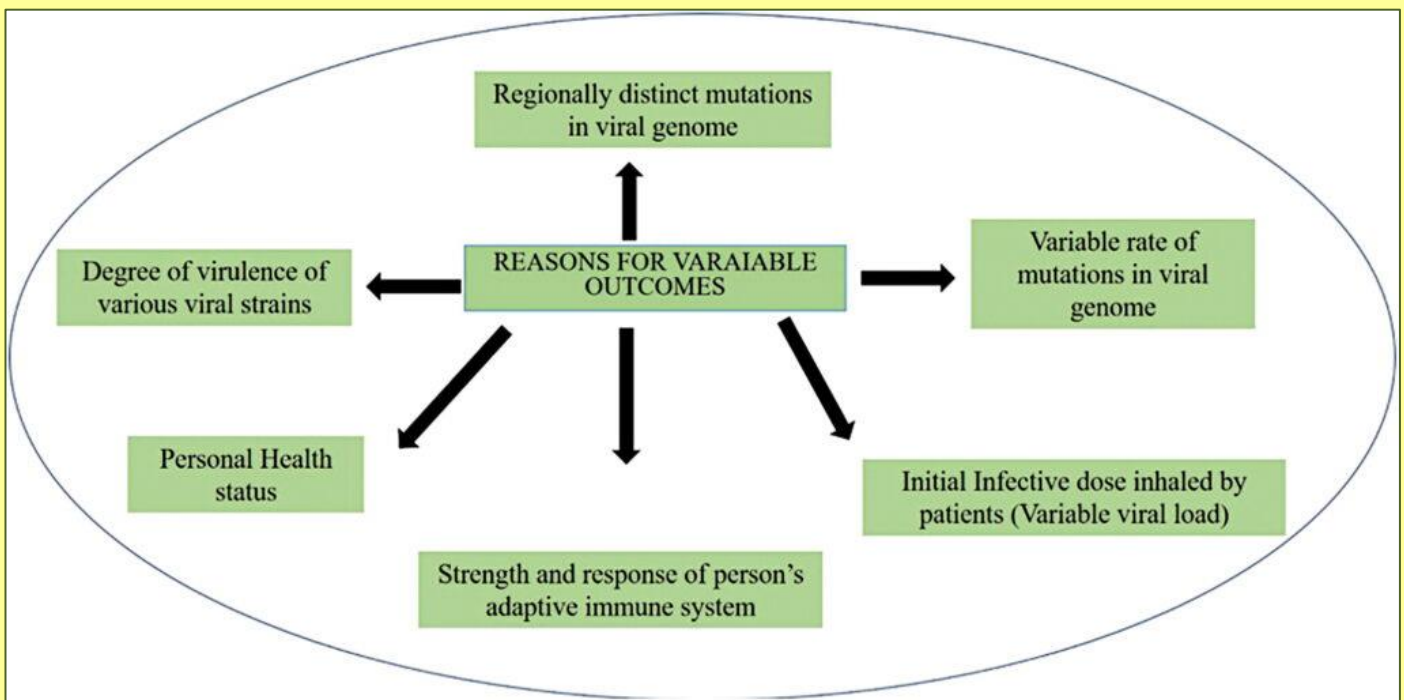 Regionally distinct mutations
in viral genome
REASONS FOR VARAIABLE
OUTCOMES
Variable rate of
mutations in viral
genome
Degree of virulence of
various viral strains
Personal Health
status
Initial Infective dose inhaled by
patients (Variable viral load)
Strength and response of person’s
adaptive immune system